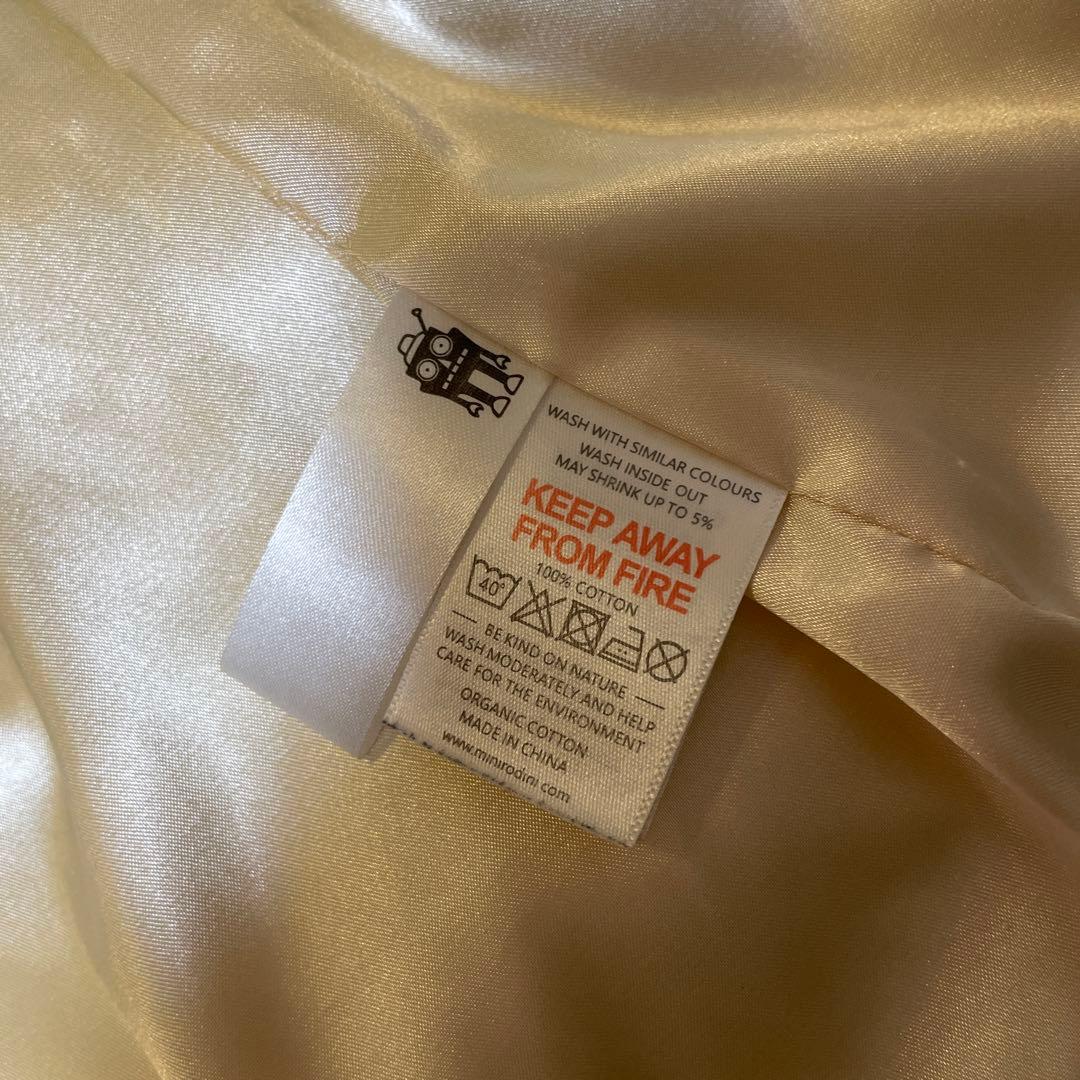 WASH WITH SIMILAR COLOURS
WASH INSIDE OUT
MAY SHRINK UP TO 5%
KEEP AWAY
FROM FIRE
100% COTTON
40°
BE KIND ON NATURE
WASH MODERATELY AND HELP
CARE FOR THE ENVIRONMENT
ORGANIC COTTON
MADE IN CHINA
www.minirodini.com